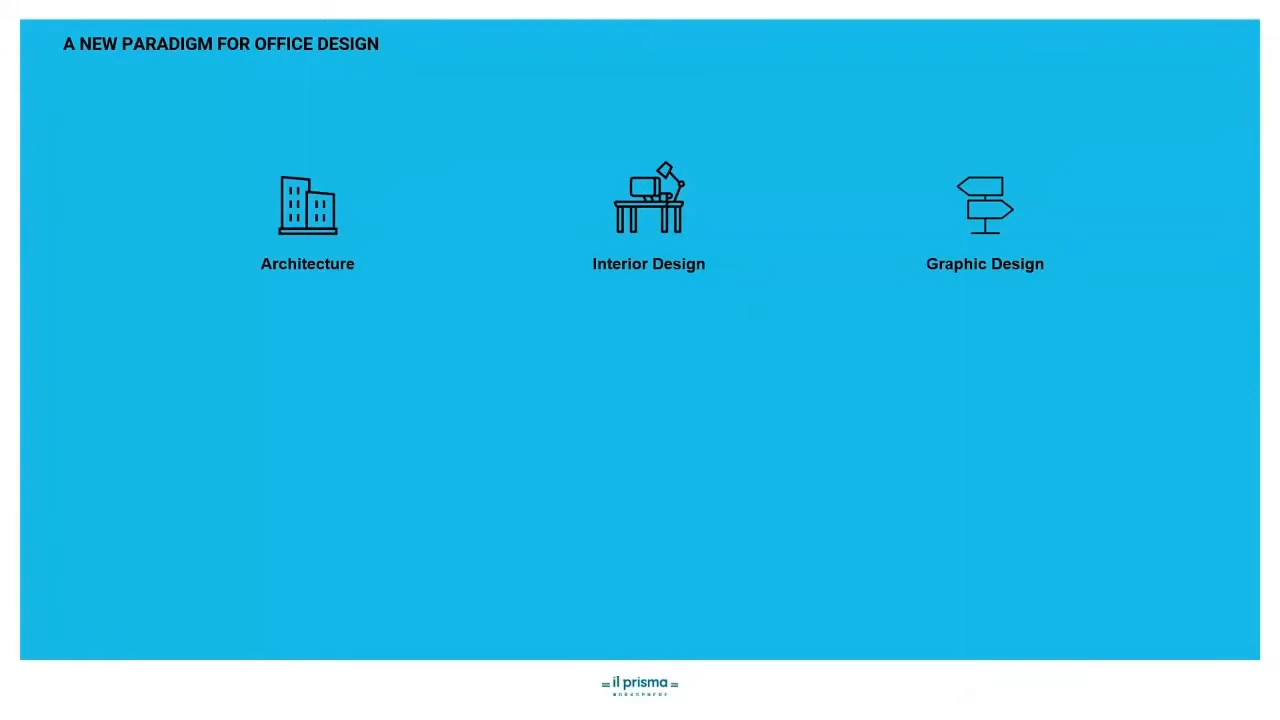 A NEW PARADIGM FOR OFFICE DESIGN
Architecture
Interior Design
Graphic Design
il prisma